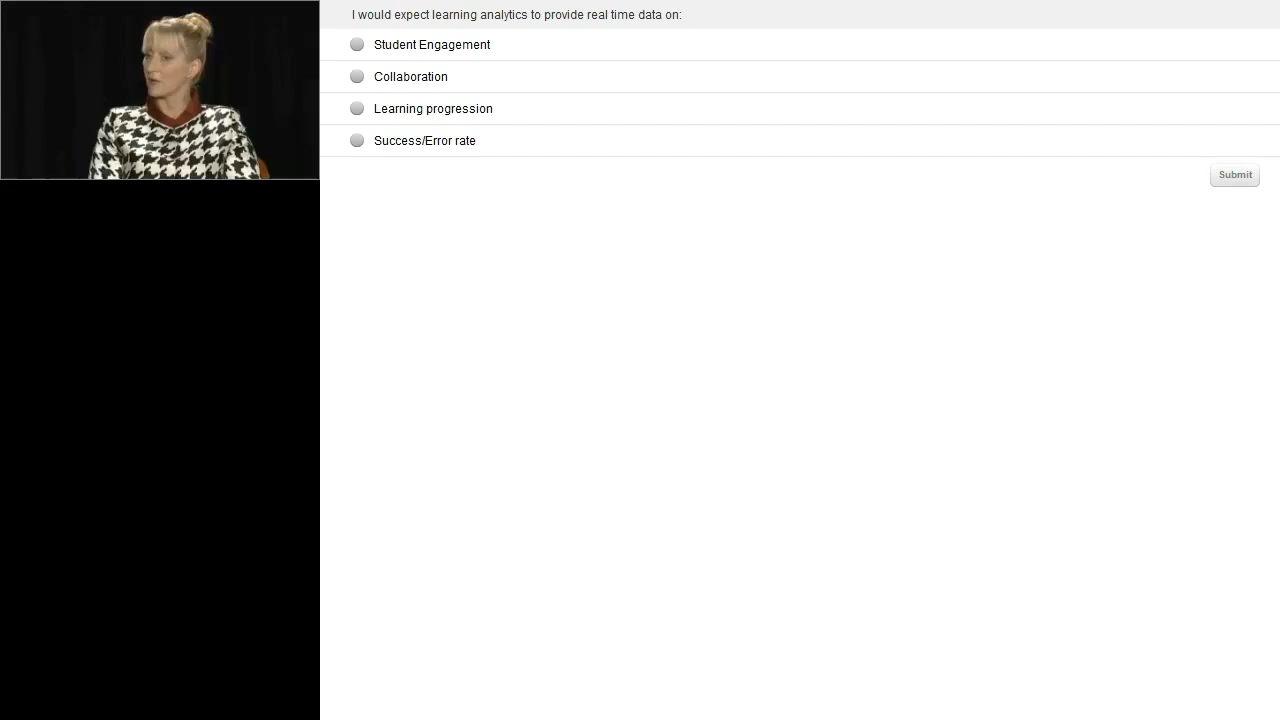 I would expect learning analytics to provide real time data on:
Student Engagement
Collaboration
Learning progression
Success/Error rate
Submit